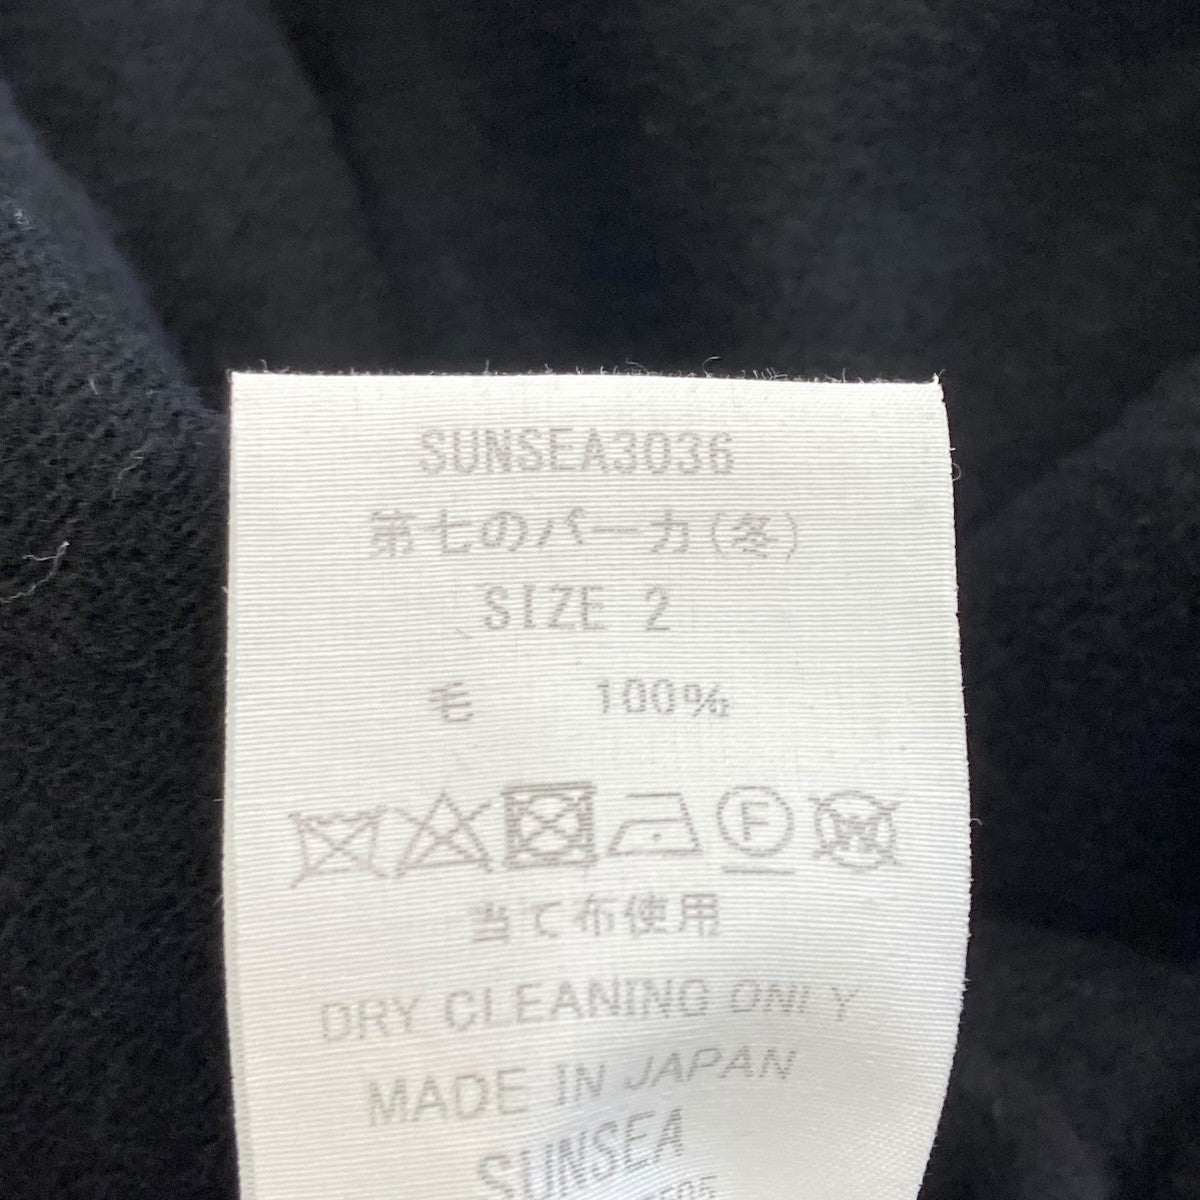 SUNSEA3036
第七のパーカ(冬)
SIZE 2
毛 100%
F W
当て布使用
DRY CLEANING ONLY
MADE IN JAPAN
SUNSEA